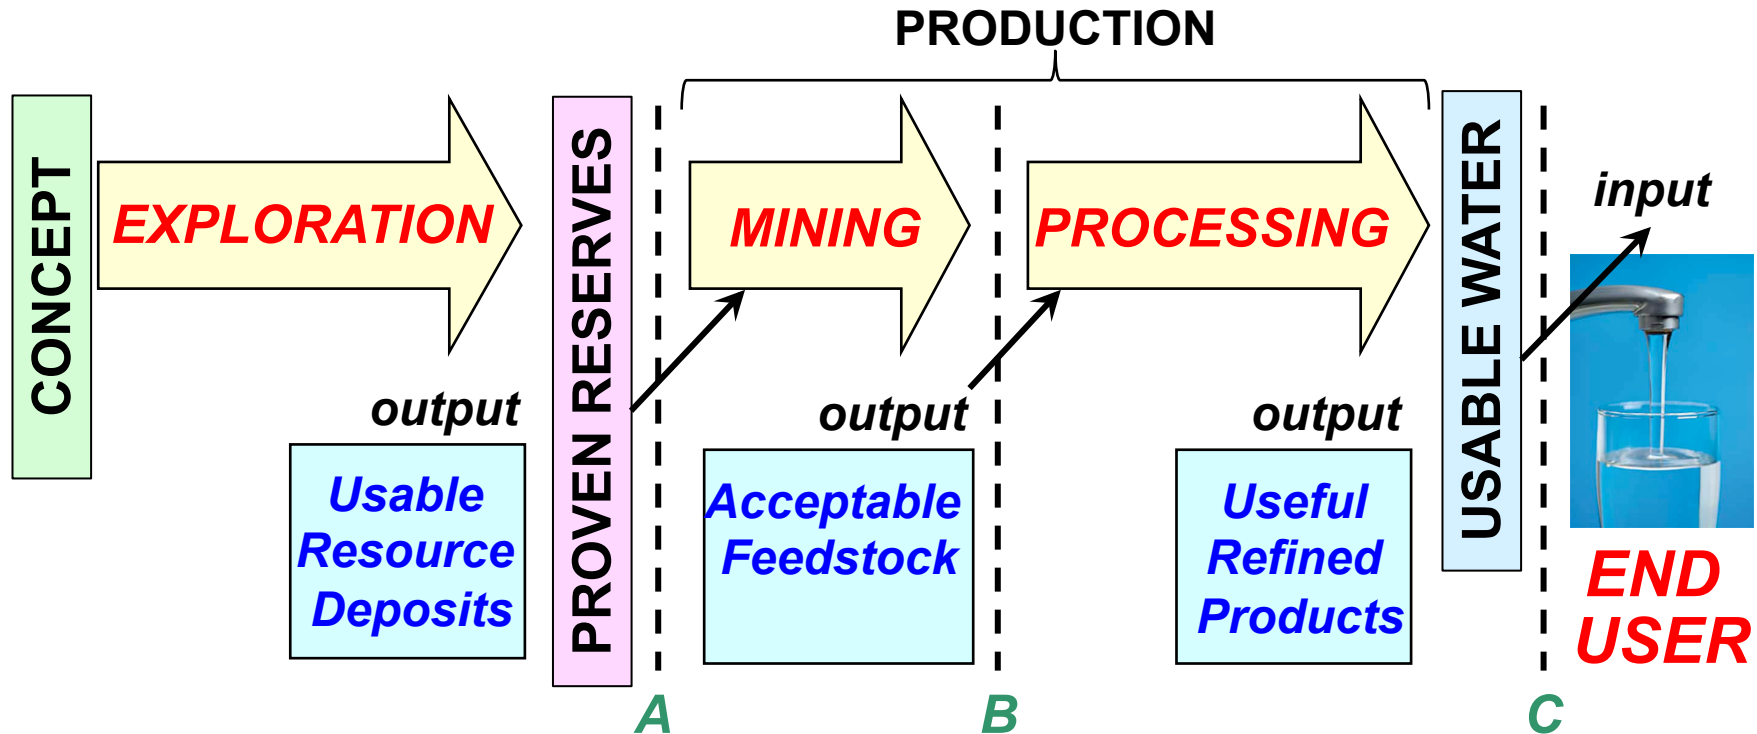 PRODUCTION
CONCEPT
EXPLORATION
output
Usable
Resource
Deposits
PROVEN RESERVES
A
MINING
output
Acceptable
Feedstock
B
PROCESSING
output
Useful
Refined
Products
USABLE WATER
C
input
END
USER